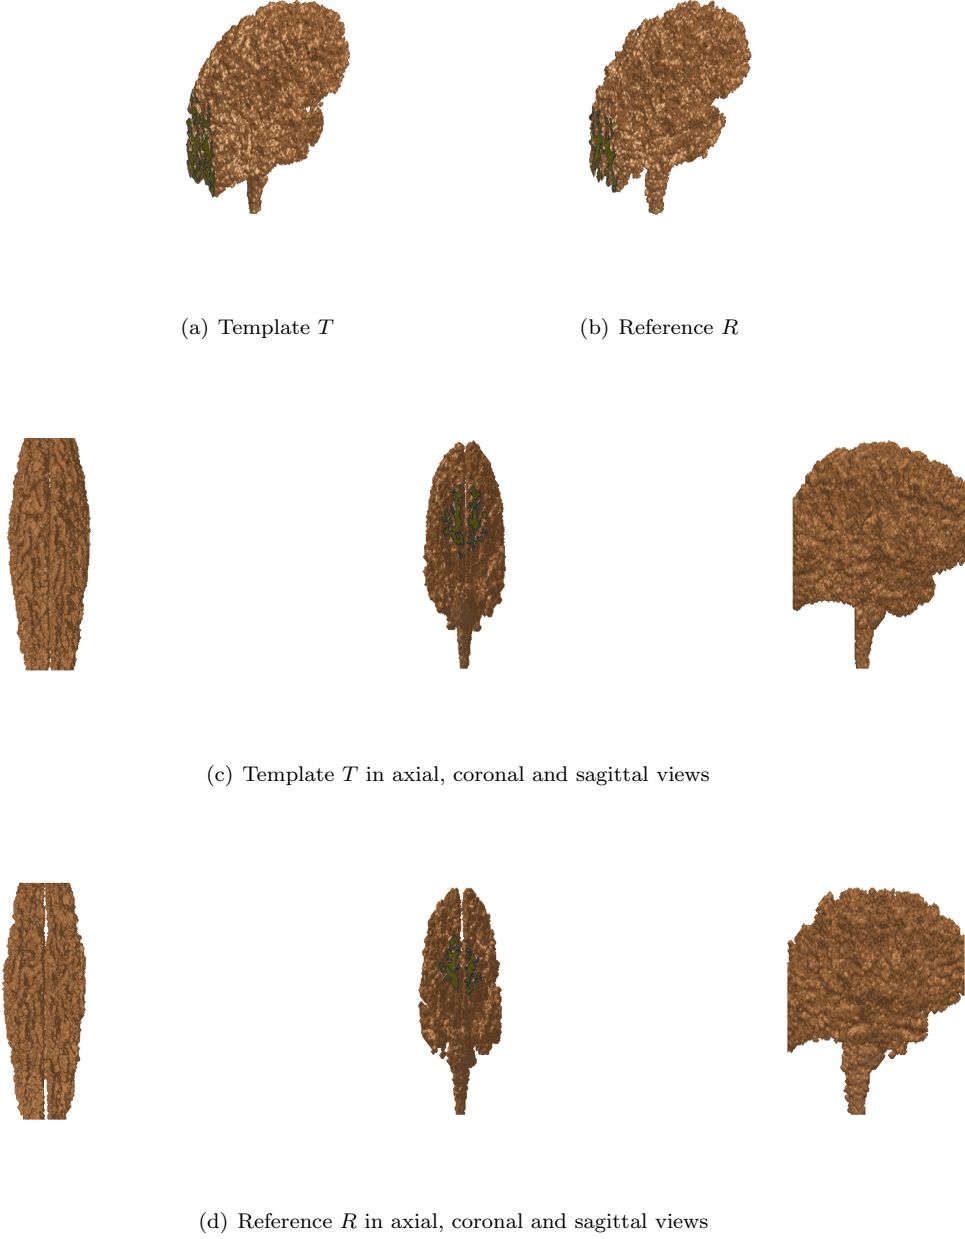 (a) Template T
(b) Reference R
(c) Template T in axial, coronal and sagittal views
(d) Reference R in axial, coronal and sagittal views